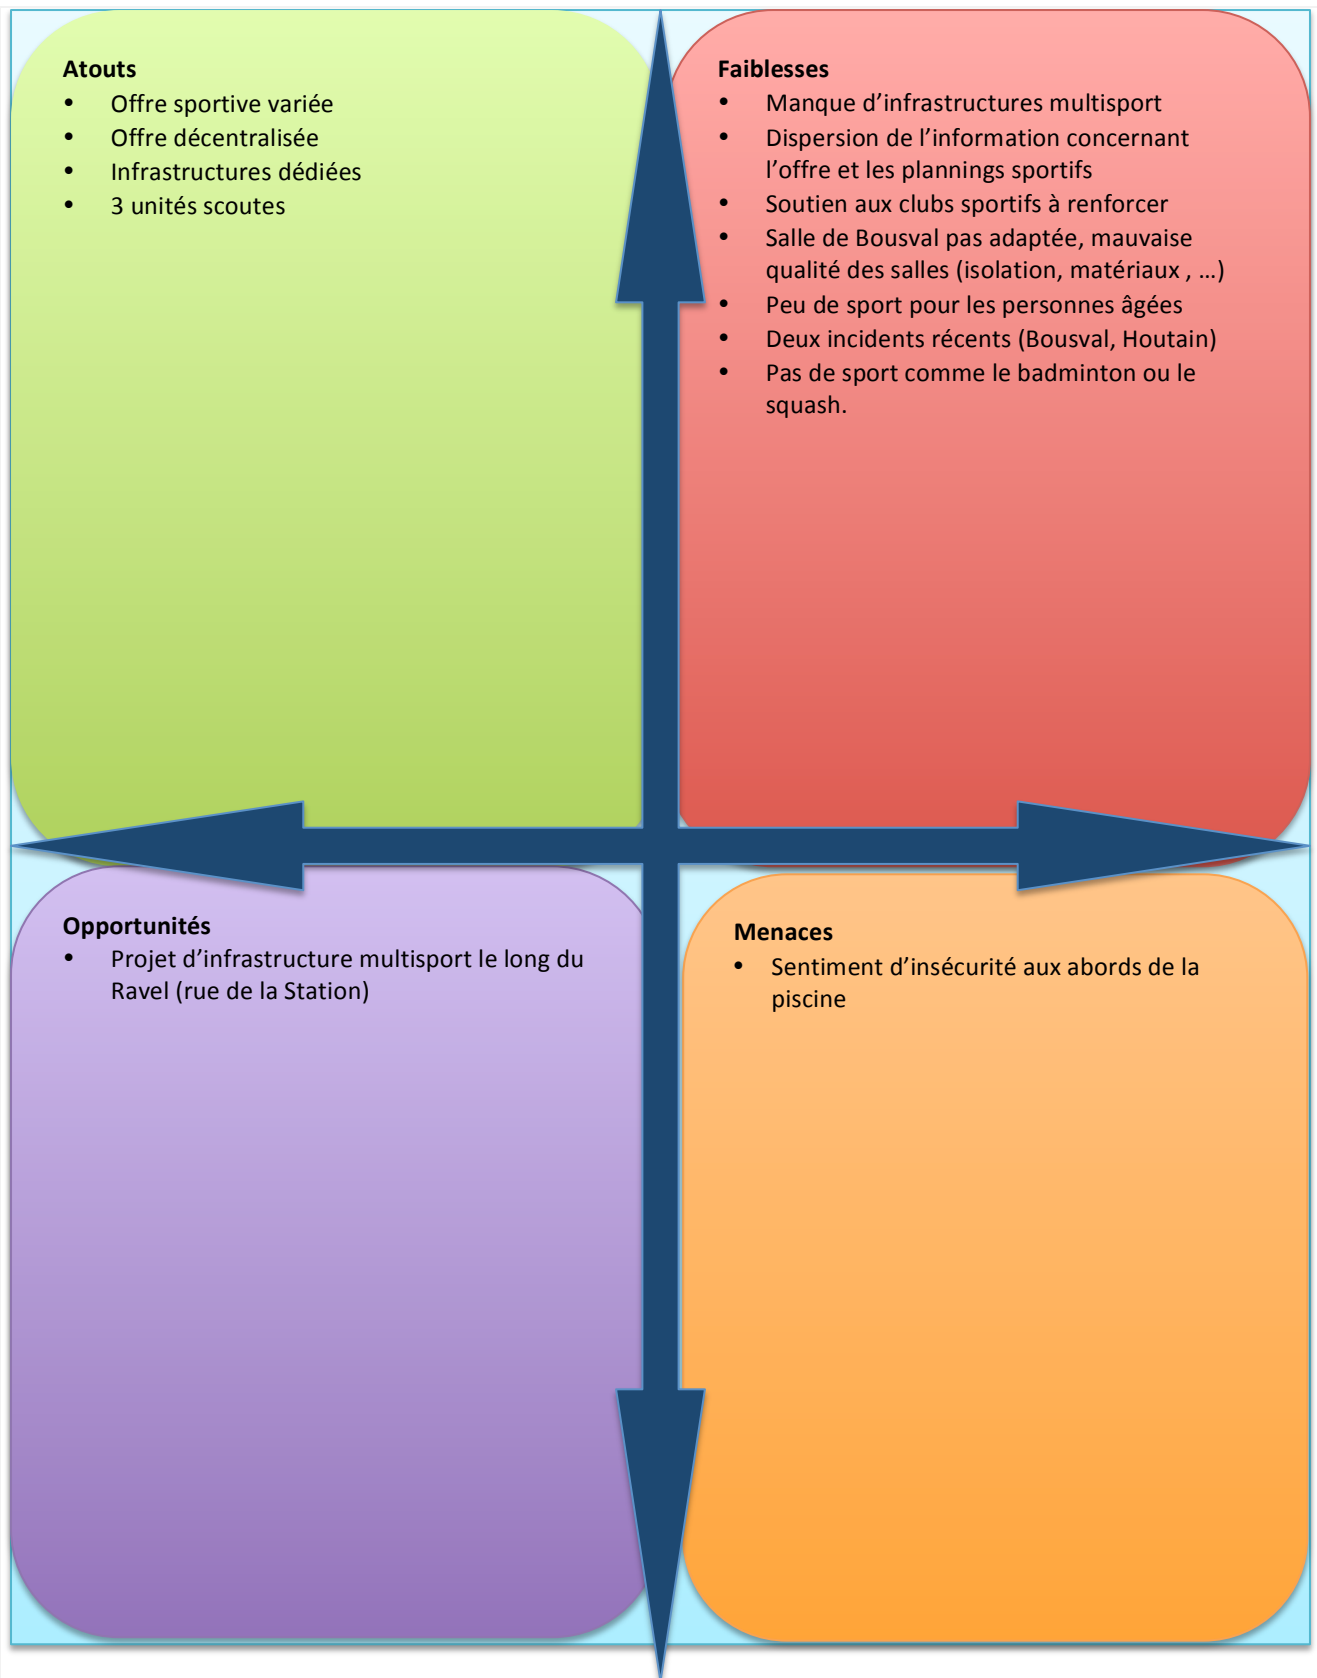 Atouts
• Offre sportive variée
• Offre décentralisée
• Infrastructures dédiées
• 3 unités scoutes
Faiblesses
• Manque d’infrastructures multisport
• Dispersion de l’information concernant
l’offre et les plannings sportifs
• Soutien aux clubs sportifs à renforcer
• Salle de Bousval pas adaptée, mauvaise
qualité des salles (isolation, matériaux , …)
• Peu de sport pour les personnes âgées
• Deux incidents récents (Bousval, Houtain)
• Pas de sport comme le badminton ou le
squash.
Opportunités
• Projet d’infrastructure multisport le long du
Ravel (rue de la Station)
Menaces
• Sentiment d’insécurité aux abords de la
piscine